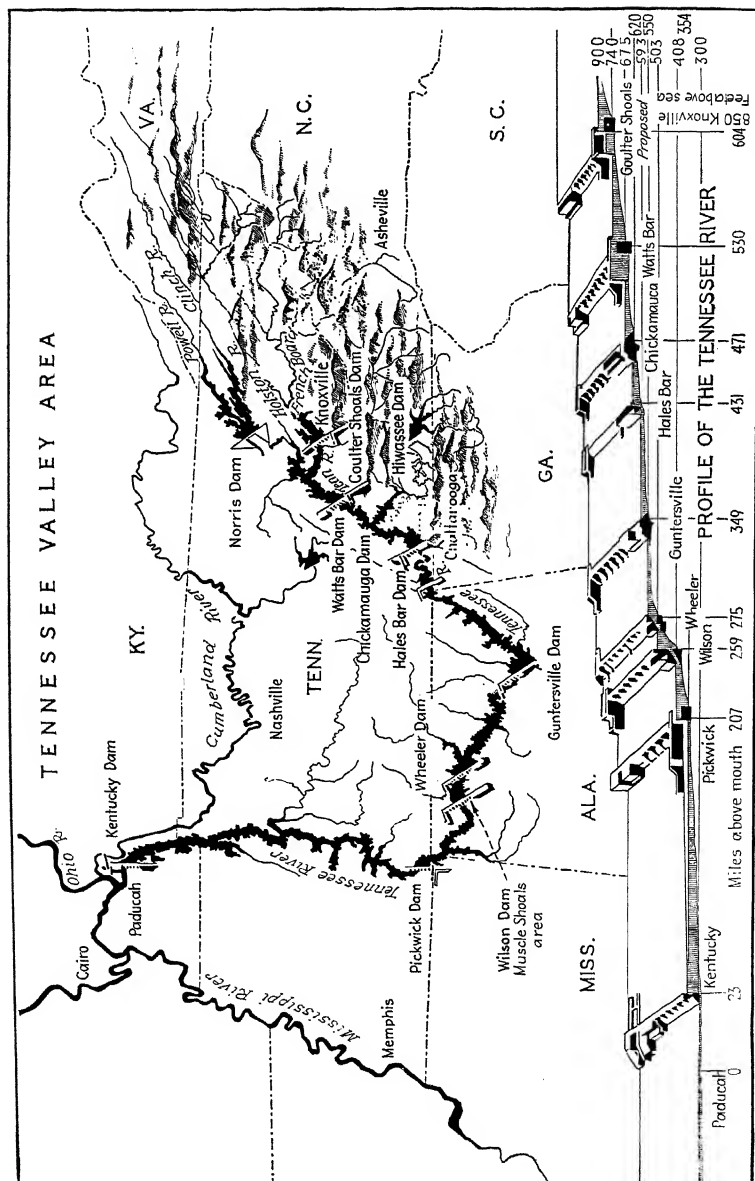 TENNESSEE VALLEY AREA
Ohio R.
Cairo
Paducah
Kentucky Dam
KY.
VA.
Powell R.
Clinch R.
Cumberland River
Nashville
Norris Dam
Holston R.
French Broad
N.C.
Knoxville
Asheville
TENN.
Watts Bar Dam
Coulter Shoals Dam
Chickamauga Dam
Hiwassee Dam
Hales Bar Dam
Chattanooga
S.C.
Mississippi River
Memphis
Tennessee River
Pickwick Dam
Wheeler Dam
Tennessee R.
Wilson Dam
Muscle Shoals
area
Guntersville Dam
MISS.
ALA.
GA.
900
740
675
620
593
550
503
408
354
300
850 Knoxville
Feet above sea
Goulter Shoals
Proposed
Watts Bar
Chickamauca
Hales Bar
Guntersville
Wheeler
Wilson
Pickwick
Kentucky
Paducah
PROFILE OF THE TENNESSEE RIVER
0
23
Miles above mouth
207
259
275
349
431
471
530
604